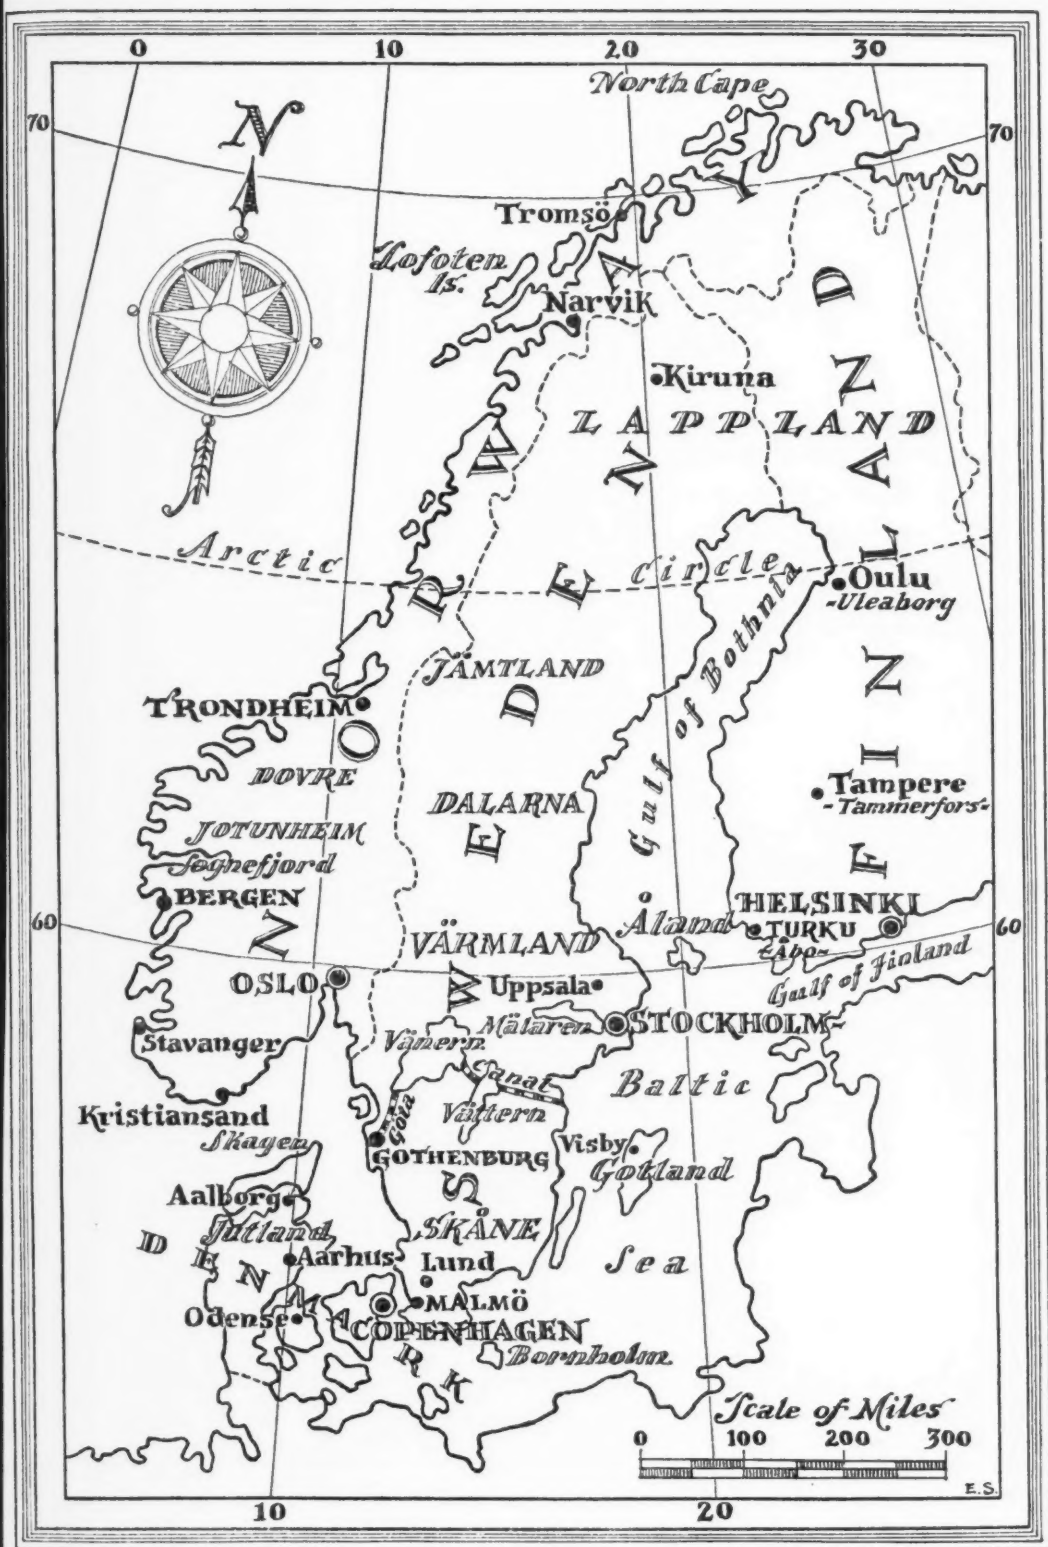 0 10 20 30
North Cape
70
70
N
Tromsö
Lofoten
Is.
Narvik
Kiruna
LAPPLAND
NORWAY
SWEDEN
FINLAND
Arctic Circle
Oulu
-Uleaborg
Gulf of Bothnia
JÄMTLAND
TRONDHEIM
DOVRE
Tampere
-Tammerfors-
DALARNA
JOTUNHEIM
Søgnefjord
BERGEN
HELSINKI
60
Åland
TURKU
60
-Åbo-
VÄRMLAND
Gulf of Finland
OSLO
Uppsala
Mälaren
STOCKHOLM
Stavanger
Vänern
Canal
Baltic
Kristiansand
Göta
Vättern
Skagen
GOTHENBURG
Visby
Gotland
Aalborg
Jutland
SKÅNE
DENMARK
Aarhus
Lund
Sea
Odense
MALMÖ
COPENHAGEN
Bornholm
Scale of Miles
0 100 200 300
E.S.
10 20